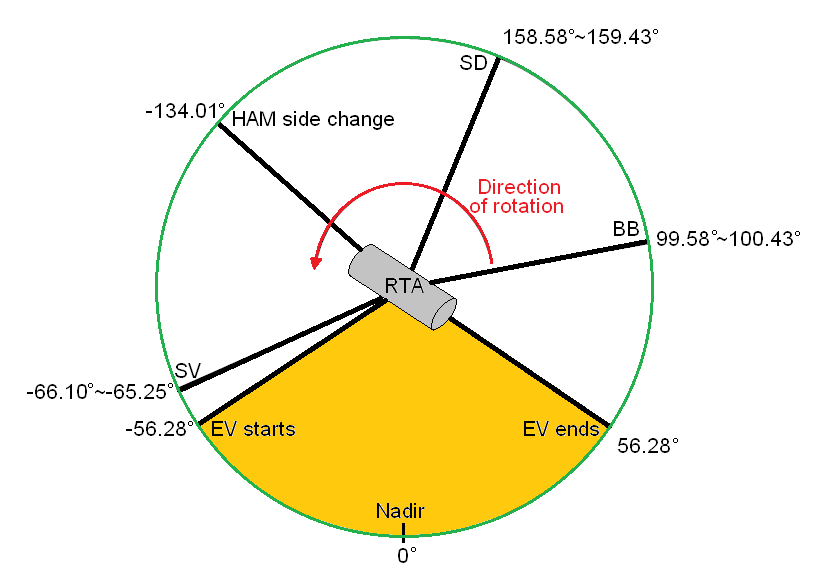 158.58°~159.43°
SD
-134.01°
HAM side change
Direction
of rotation
BB
99.58°~100.43°
RTA
SV
-66.10°~-65.25°
-56.28°
EV starts
EV ends
56.28°
Nadir
0°